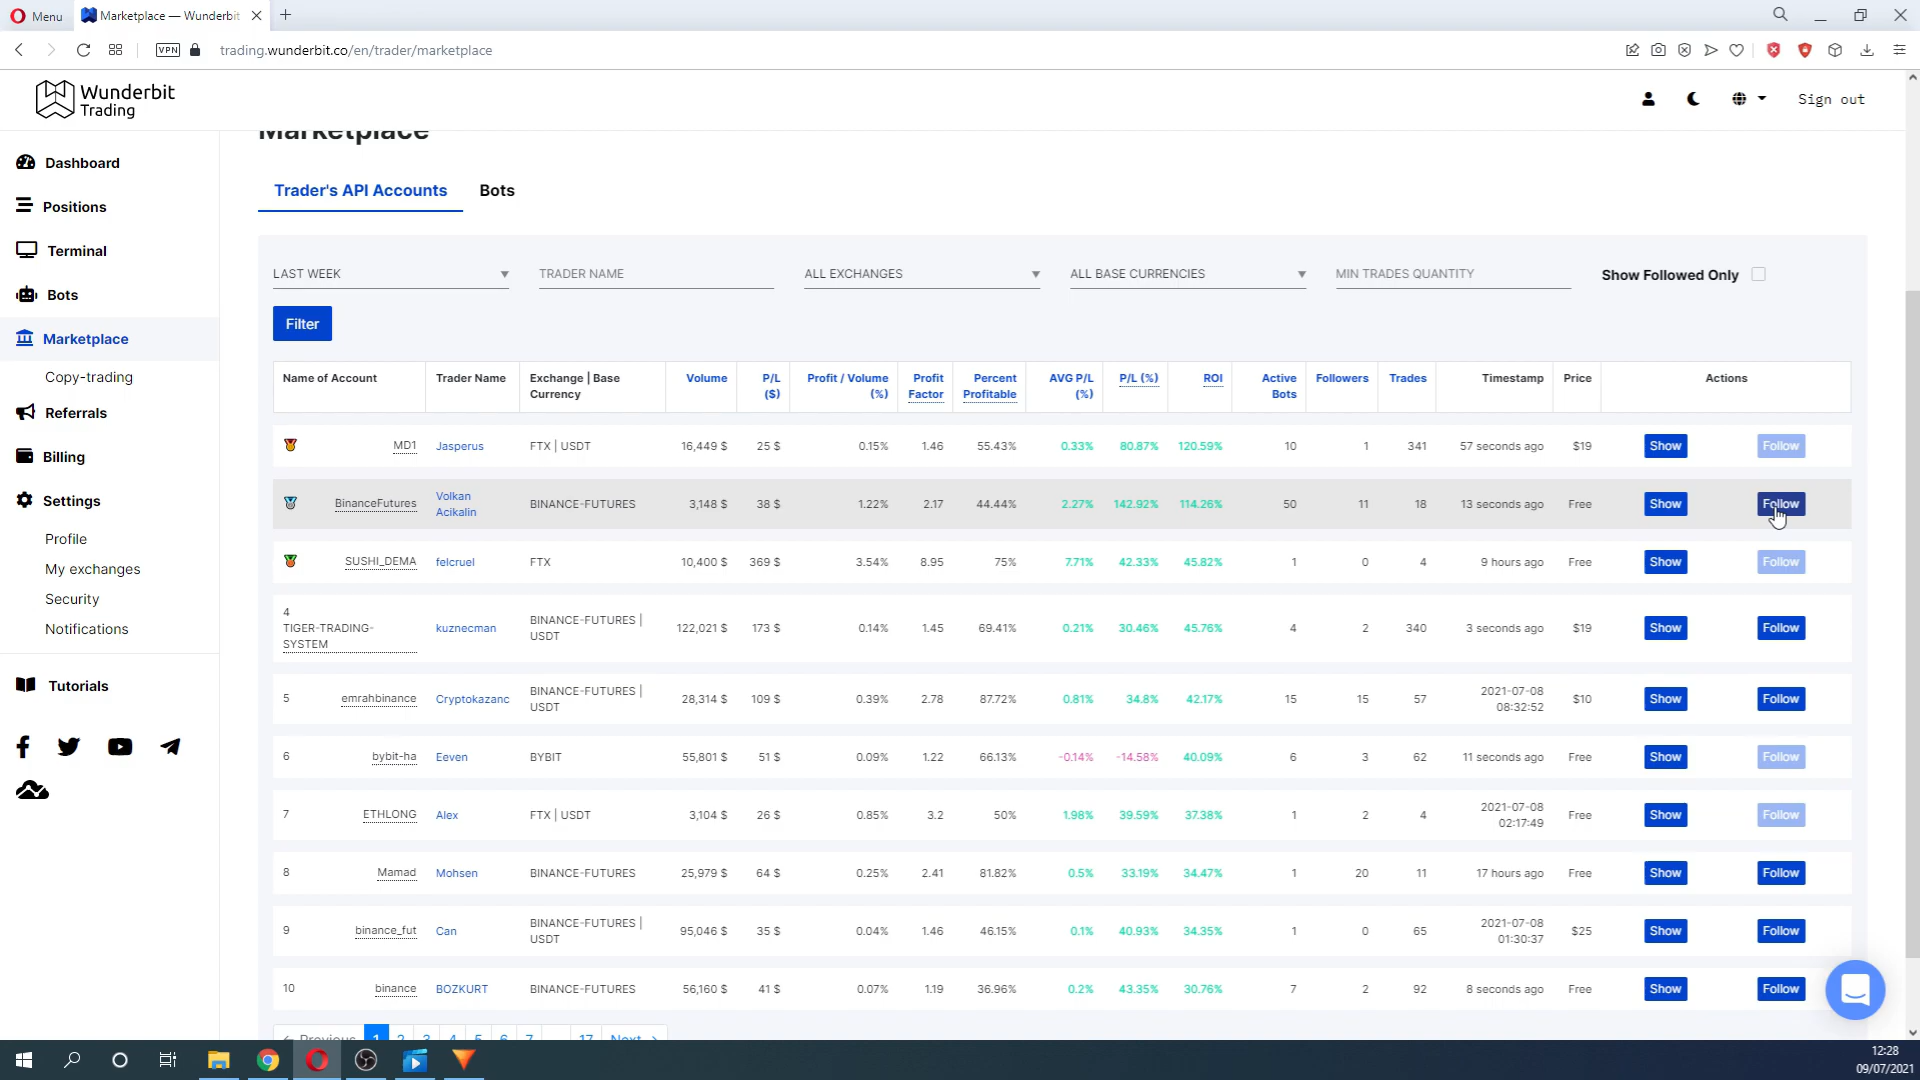 Menu
Marketplace — Wunderbit
VPN
trading.wunderbit.co/en/trader/marketplace
Wunderbit
Trading
Sign out
Dashboard
Positions
Terminal
Bots
Marketplace
Copy-trading
Referrals
Billing
Settings
Profile
My exchanges
Security
Notifications
Tutorials
Marketplace
Trader's API Accounts Bots
LAST WEEK TRADER NAME ALL EXCHANGES ALL BASE CURRENCIES MIN TRADES QUANTITY Show Followed Only
Filter
Name of Account Trader Name Exchange | Base Volume P/L Profit / Volume Profit Percent AVG P/L P/L (%) ROI Active Followers Trades Timestamp Price Actions
Currency ($) (%) Factor Profitable (%) Bots
MD1 Jasperus FTX | USDT 16,449 $ 25 $ 0.15% 1.46 55.43% 0.33% 80.87% 120.59% 10 1 341 57 seconds ago $19 Show Follow
BinanceFutures Volkan BINANCE-FUTURES 3,148 $ 38 $ 1.22% 2.17 44.44% 2.27% 142.92% 114.26% 50 11 18 13 seconds ago Free Show Follow
Acikalin
SUSHI_DEMA felcruel FTX 10,400 $ 369 $ 3.54% 8.95 75% 7.71% 42.33% 45.82% 1 0 4 9 hours ago Free Show Follow
4
TIGER-TRADING- kuznecman BINANCE-FUTURES | 122,021 $ 173 $ 0.14% 1.45 69.41% 0.21% 30.46% 45.76% 4 2 340 3 seconds ago $19 Show Follow
SYSTEM USDT
5 emrahbinance Cryptokazanc BINANCE-FUTURES | 28,314 $ 109 $ 0.39% 2.78 87.72% 0.81% 34.8% 42.17% 15 15 57 2021-07-08 $10 Show Follow
USDT 08:32:52
6 bybit-ha Eeven BYBIT 55,801 $ 51 $ 0.09% 1.22 66.13% -0.14% -14.58% 40.09% 6 3 62 11 seconds ago Free Show Follow
7 ETHLONG Alex FTX | USDT 3,104 $ 26 $ 0.85% 3.2 50% 1.98% 39.59% 37.38% 1 2 4 2021-07-08 Free Show Follow
02:17:49
8 Mamad Mohsen BINANCE-FUTURES 25,979 $ 64 $ 0.25% 2.41 81.82% 0.5% 33.19% 34.47% 1 20 11 17 hours ago Free Show Follow
9 binance_fut Can BINANCE-FUTURES | 95,046 $ 35 $ 0.04% 1.46 46.15% 0.1% 40.93% 34.35% 1 0 65 2021-07-08 $25 Show Follow
USDT 01:30:37
10 binance BOZKURT BINANCE-FUTURES 56,160 $ 41 $ 0.07% 1.19 36.96% 0.2% 43.35% 30.76% 7 2 92 8 seconds ago Free Show Follow
← Previous 1 2 3 4 5 6 7 ... 17 Next →
12:28
09/07/2021